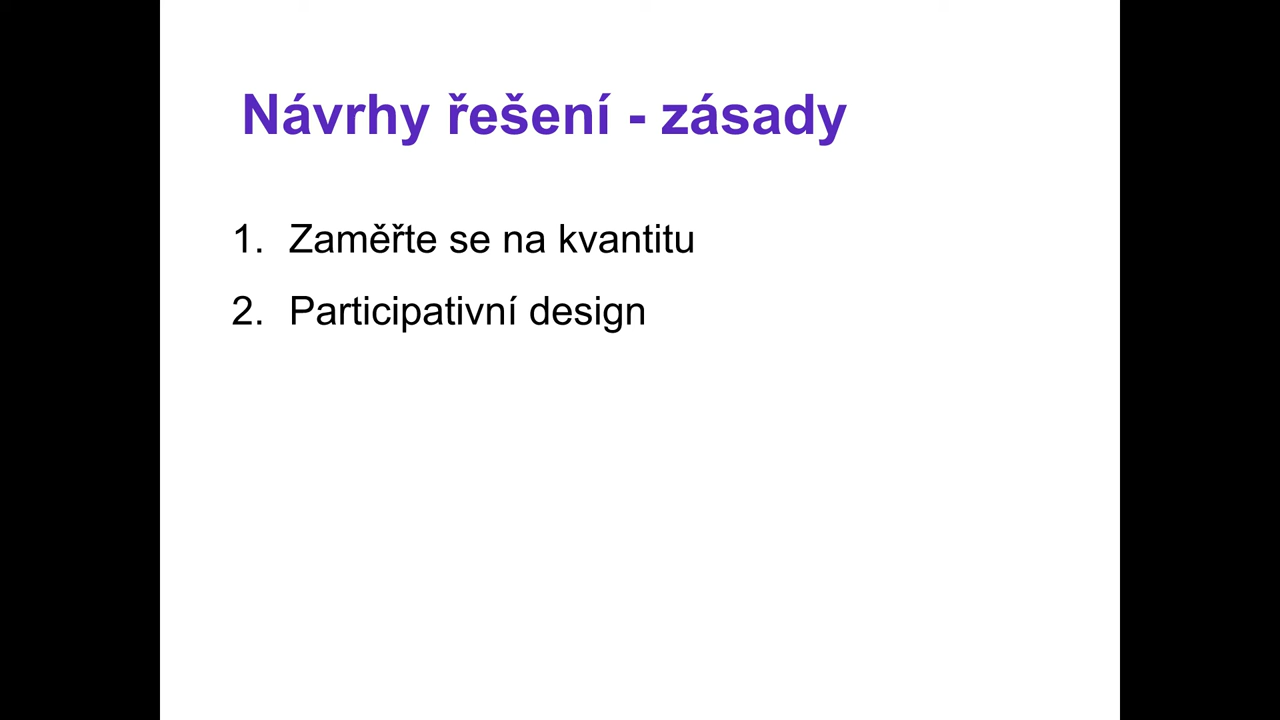 Návrhy řešení - zásady
1. Zaměřte se na kvantitu
2. Participativní design